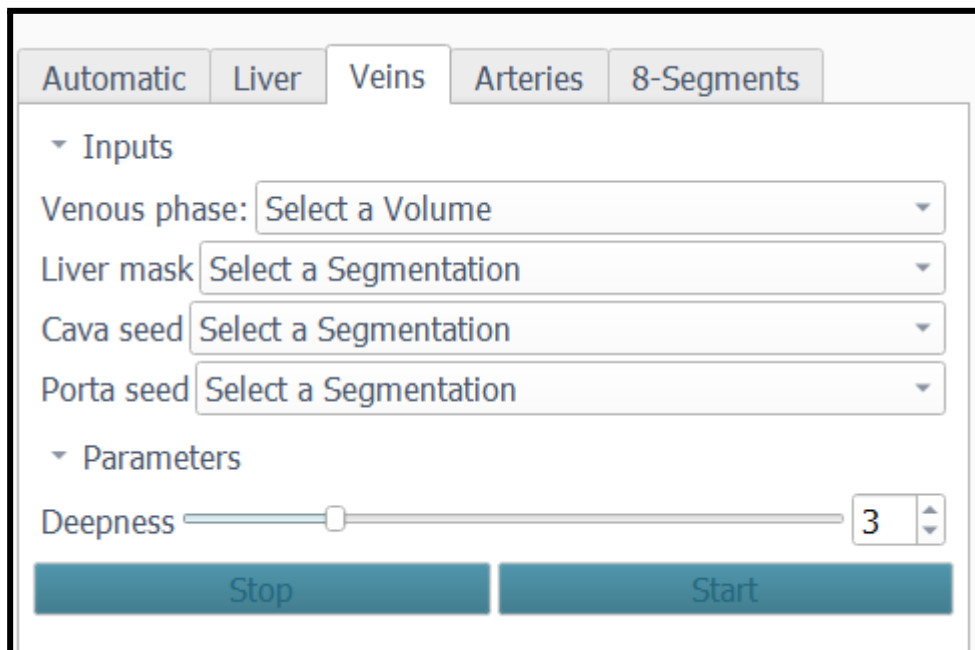 Automatic Liver Veins Arteries 8-Segments
Inputs
Venous phase: Select a Volume
Liver mask Select a Segmentation
Cava seed Select a Segmentation
Porta seed Select a Segmentation
Parameters
Deepness 3
Stop Start